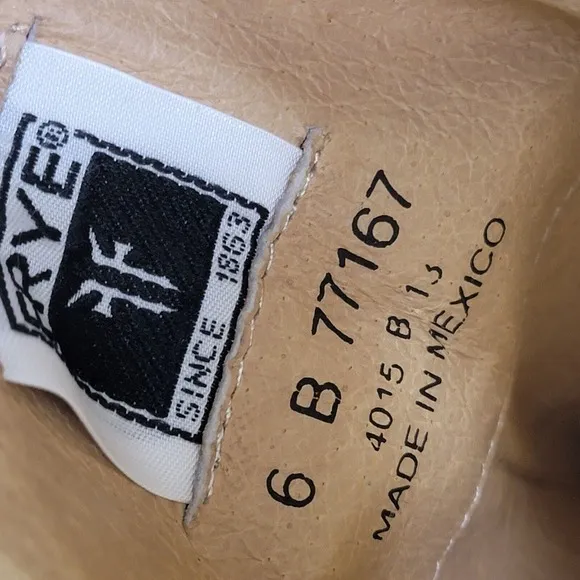 FRYE®
SINCE 1863
6 B 77167
4015 B 13
MADE IN MEXICO